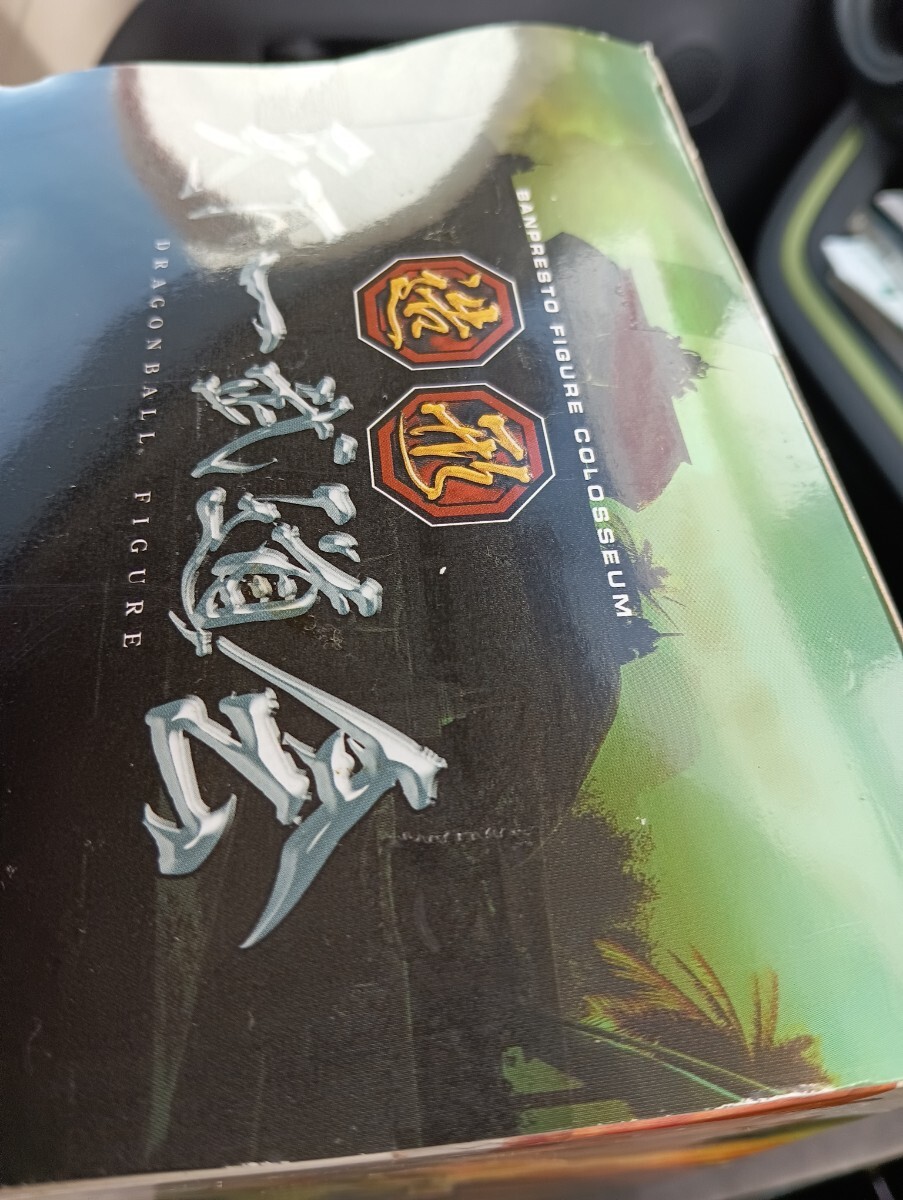 BANPRESTO FIGURE COLOSSEUM
造形
天下一武道会
DRAGONBALL. FIGURE